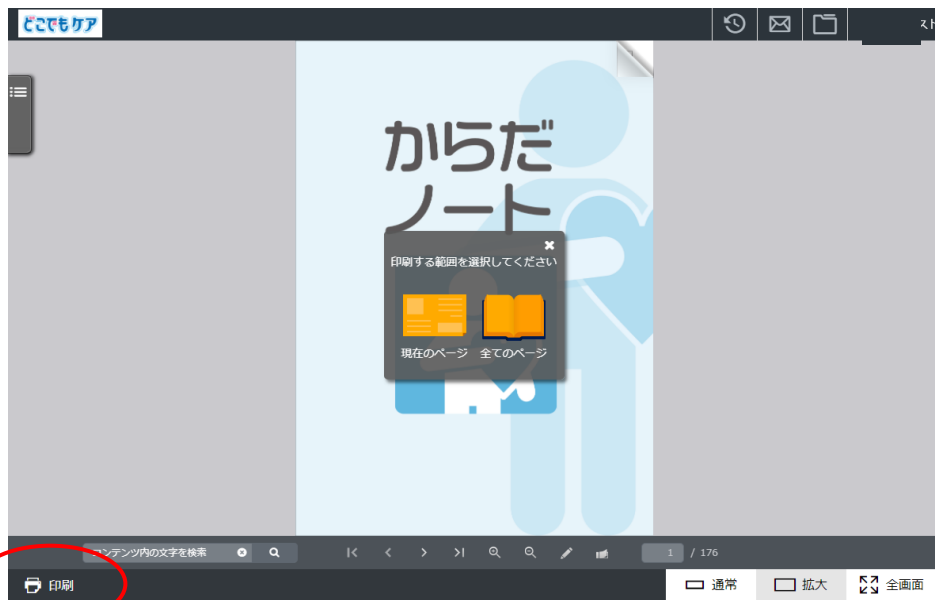 どこでもケア
スト
からだ
ノート
印刷する範囲を選択してください
現在のページ 全てのページ
コンテンツ内の文字を検索
1 / 176
印刷
通常
拡大
全画面